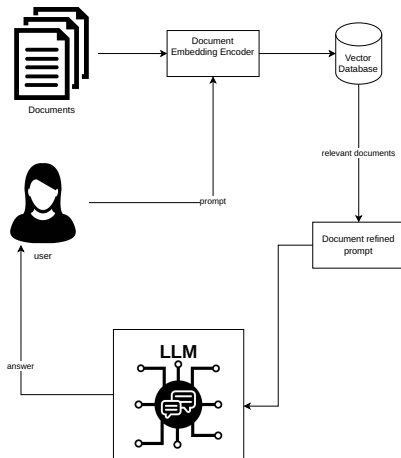 Document
Embedding Encoder
Vector
Database
Documents
relevant documents
prompt
user
Document refined
prompt
LLM
answer